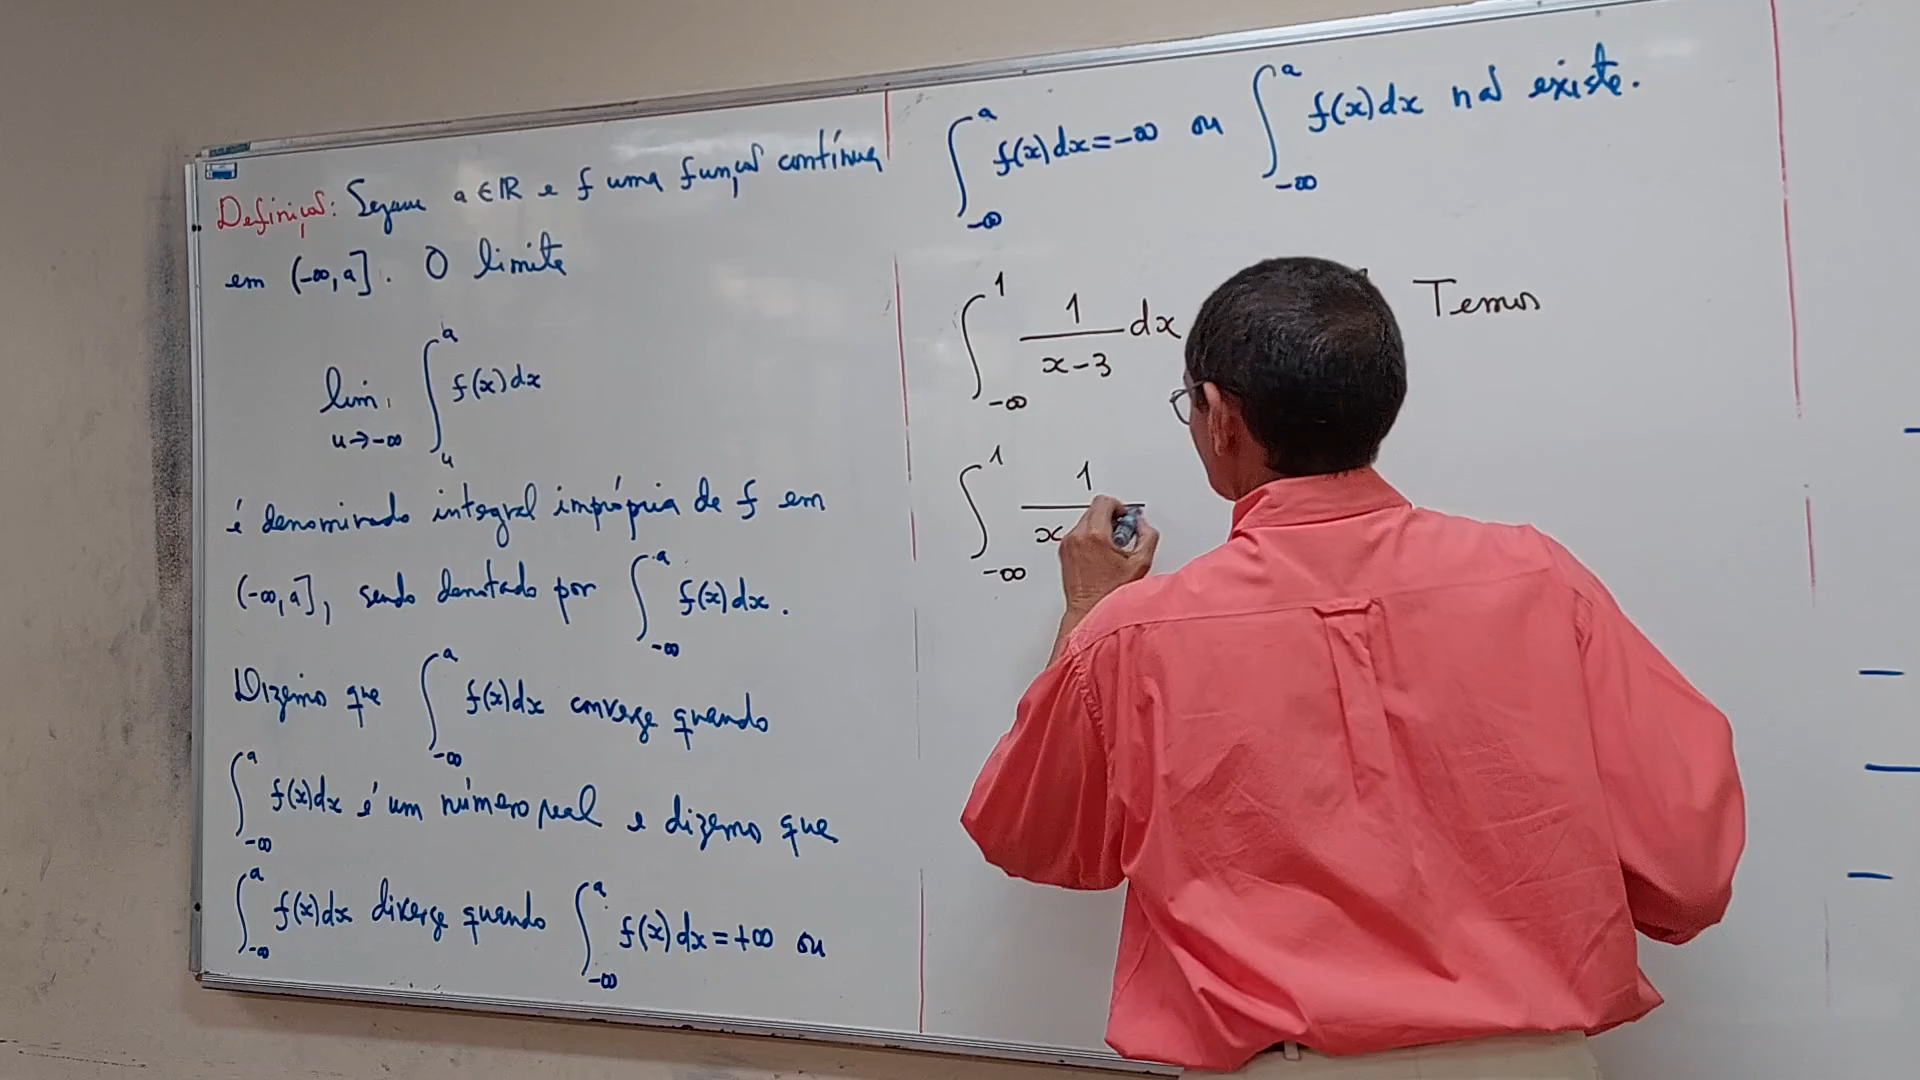 Definição: Sejam a ∈ ℝ e f uma função contínua
em (-∞, a]. O limite
lim u→-∞ ∫_u^a f(x)dx
é denominado integral imprópria de f em
(-∞, a], sendo denotado por ∫_{-∞}^a f(x)dx.
Dizemos que ∫_{-∞}^a f(x)dx converge quando
∫_{-∞}^a f(x)dx é um número real e dizemos que
∫_{-∞}^a f(x)dx diverge quando ∫_{-∞}^a f(x)dx = +∞ ou
∫_{-∞}^a f(x)dx = -∞ ou ∫_{-∞}^a f(x)dx não existe.
∫_{-∞}^1 1/(x-3) dx Temos
∫_{-∞}^1 1/x